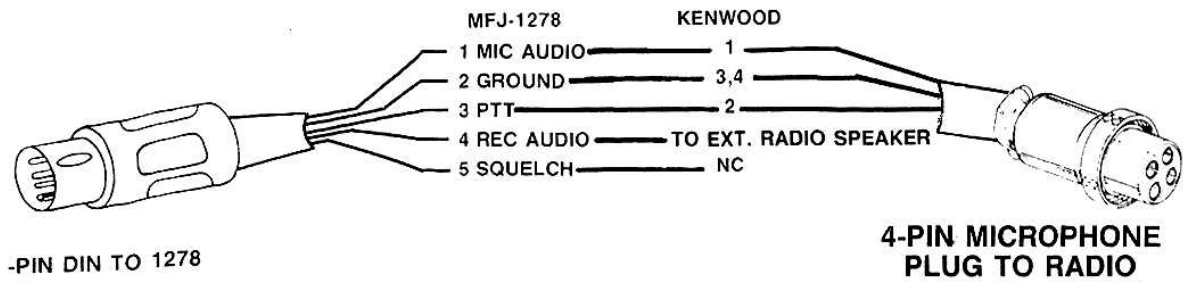 MFJ-1278 KENWOOD
1 MIC AUDIO 1
2 GROUND 3,4
3 PTT 2
4 REC AUDIO TO EXT. RADIO SPEAKER
5 SQUELCH NC
-PIN DIN TO 1278
4-PIN MICROPHONE
PLUG TO RADIO